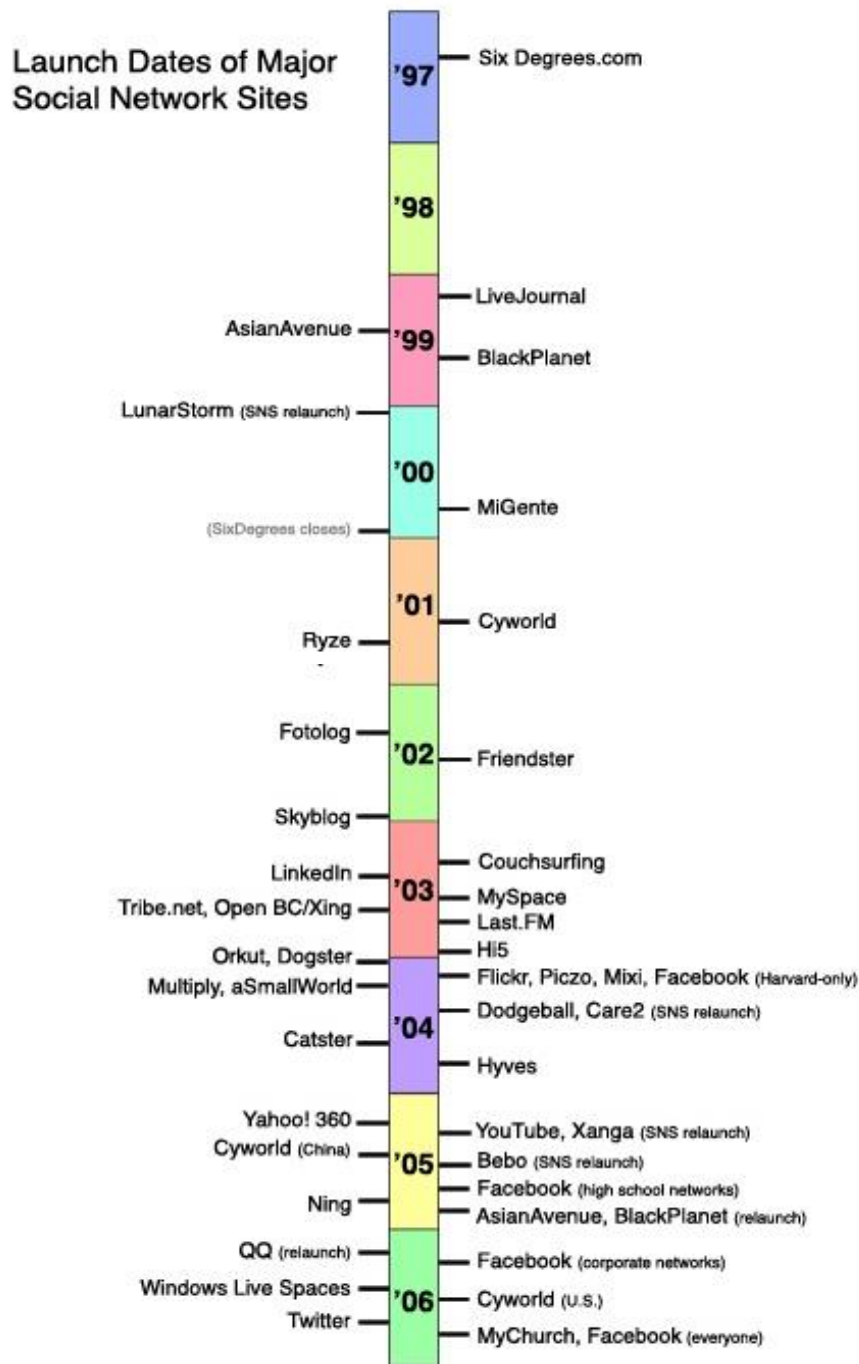 Launch Dates of Major
Social Network Sites
'97
Six Degrees.com
'98
LiveJournal
AsianAvenue
'99
BlackPlanet
LunarStorm (SNS relaunch)
'00
MiGente
(SixDegrees closes)
'01
Cyworld
Ryze
Fotolog
'02
Friendster
Skyblog
Couchsurfing
LinkedIn
'03
MySpace
Tribe.net, Open BC/Xing
Last.FM
Hi5
Orkut, Dogster
Flickr, Piczo, Mixi, Facebook (Harvard-only)
Multiply, aSmallWorld
Dodgeball, Care2 (SNS relaunch)
'04
Catster
Hyves
Yahoo! 360
YouTube, Xanga (SNS relaunch)
Cyworld (China)
'05
Bebo (SNS relaunch)
Facebook (high school networks)
Ning
AsianAvenue, BlackPlanet (relaunch)
QQ (relaunch)
Facebook (corporate networks)
Windows Live Spaces
'06
Cyworld (U.S.)
Twitter
MyChurch, Facebook (everyone)